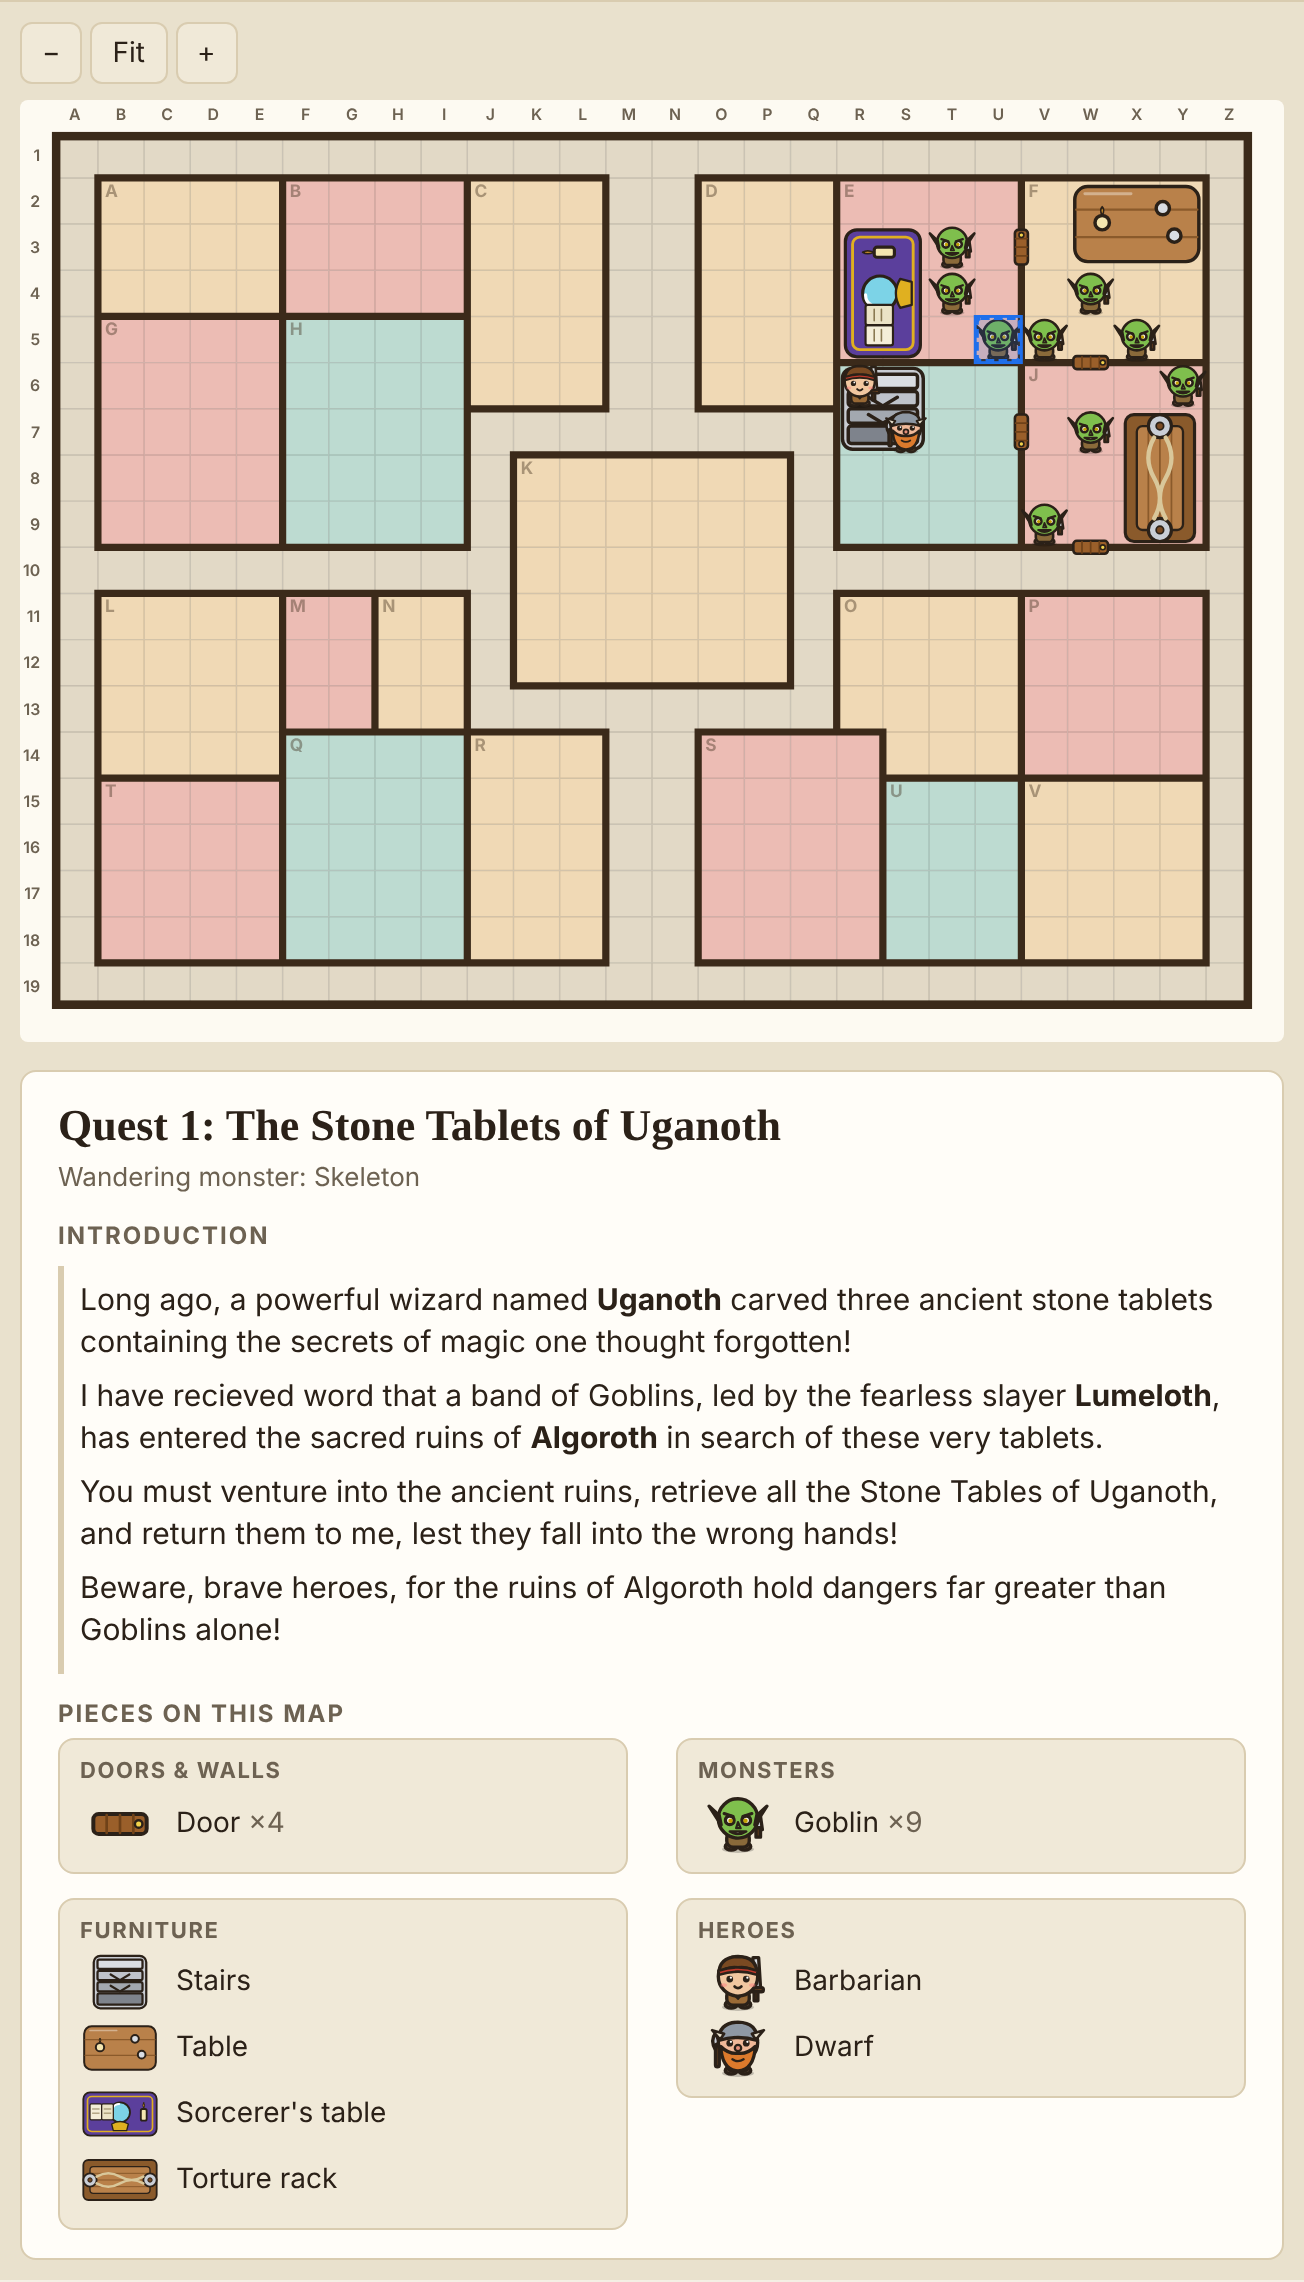 − Fit +
A B C D E F G H I J K L M N O P Q R S T U V W X Y Z
1
2
3
4
5
6
7
8
9
10
11
12
13
14
15
16
17
18
19
A B C D E F
G H
J
K
L M N O P
Q R S
T U V
Quest 1: The Stone Tablets of Uganoth
Wandering monster: Skeleton
INTRODUCTION
Long ago, a powerful wizard named Uganoth carved three ancient stone tablets
containing the secrets of magic one thought forgotten!
I have recieved word that a band of Goblins, led by the fearless slayer Lumeloth,
has entered the sacred ruins of Algoroth in search of these very tablets.
You must venture into the ancient ruins, retrieve all the Stone Tables of Uganoth,
and return them to me, lest they fall into the wrong hands!
Beware, brave heroes, for the ruins of Algoroth hold dangers far greater than
Goblins alone!
PIECES ON THIS MAP
DOORS & WALLS
Door ×4
MONSTERS
Goblin ×9
FURNITURE
Stairs
Table
Sorcerer's table
Torture rack
HEROES
Barbarian
Dwarf